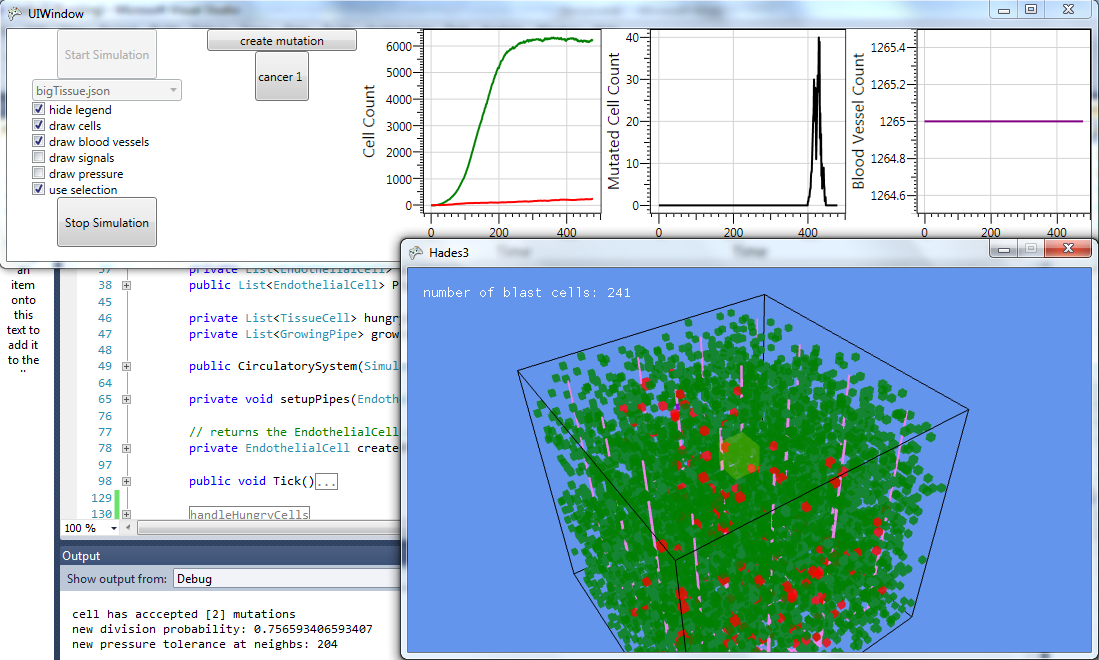 UIWindow
Start Simulation
bigTissue.json
hide legend
draw cells
draw blood vessels
draw signals
draw pressure
use selection
Stop Simulation
create mutation
cancer 1
Cell Count
6000
5000
4000
3000
2000
1000
0
0 200 400
Mutated Cell Count
40
30
20
10
0
0 200 400
Blood Vessel Count
1265.4
1265.2
1265
1264.8
1264.6
0 200 400
Time
Time
an
item
onto
this
text to
add it
to the
37 private List<EndothelialCell>
38 public List<EndothelialCell> P
45
46 private List<TissueCell> hungr
47 private List<GrowingPipe> grow
48
49 public CirculatorySystem(Simul
64
65 private void setupPipes(Endoth
76
77 // returns the EndothelialCell
78 private EndothelialCell create
97
98 public void Tick()...
129
130 handleHungryCells
100 %
Output
Show output from: Debug
cell has acccepted [2] mutations
new division probability: 0.756593406593407
new pressure tolerance at neighbs: 204
Hades3
number of blast cells: 241